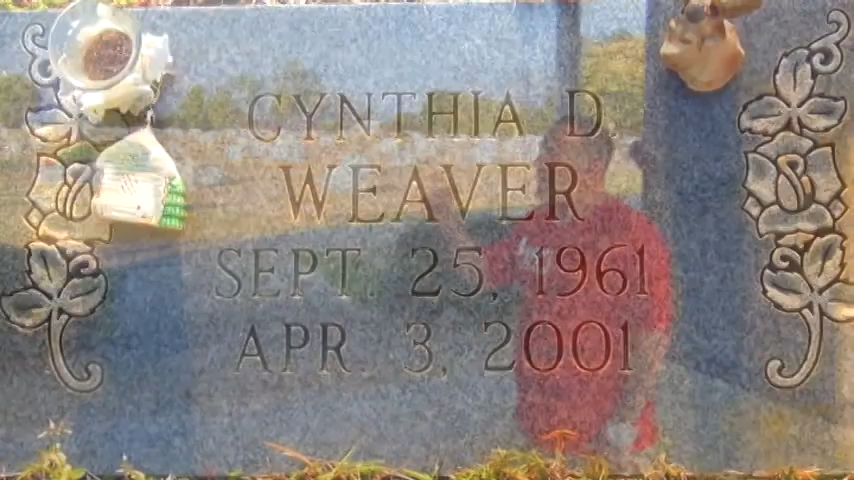 CYNTHIA D.
WEAVER
SEPT. 25, 1961
APR. 3, 2001